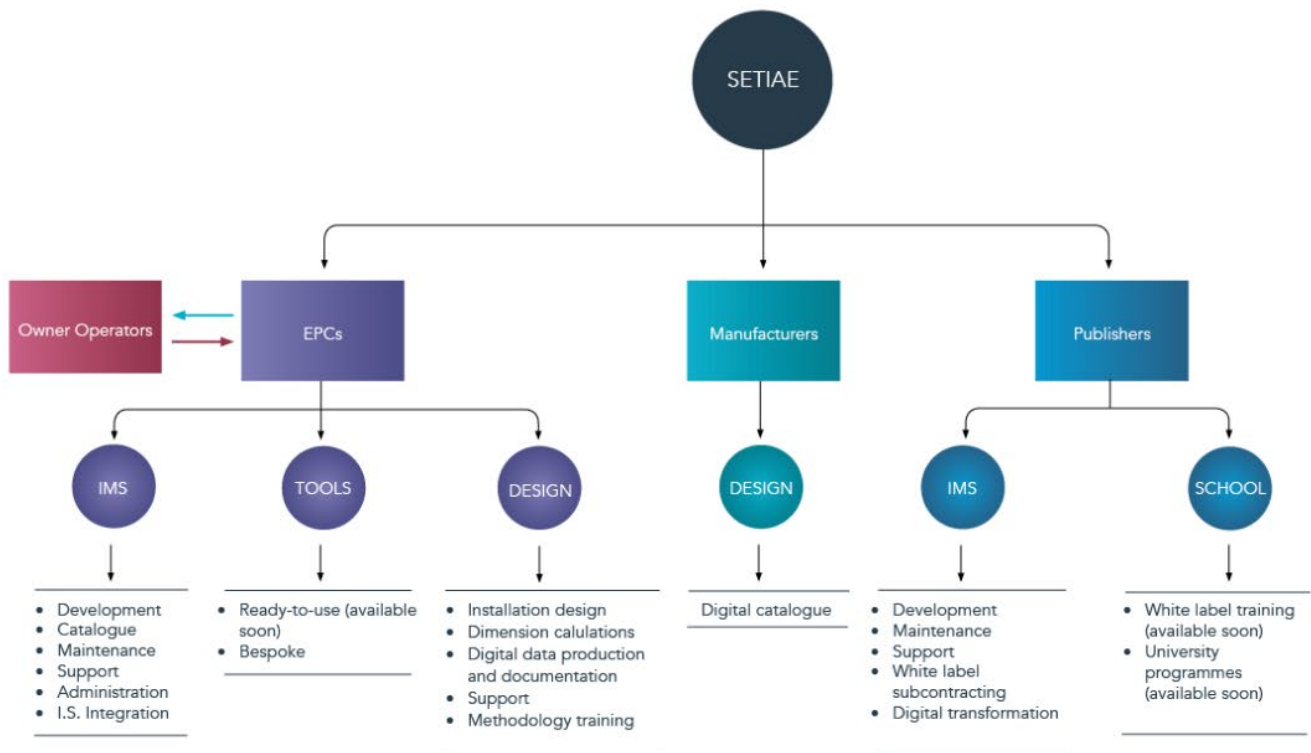 SETIAE
Owner Operators
EPCs
Manufacturers
Publishers
IMS
TOOLS
DESIGN
DESIGN
IMS
SCHOOL
• Development
• Catalogue
• Maintenance
• Support
• Administration
• I.S. Integration
• Ready-to-use (available
soon)
• Bespoke
• Installation design
• Dimension calulations
• Digital data production
and documentation
• Support
• Methodology training
Digital catalogue
• Development
• Maintenance
• Support
• White label
subcontracting
• Digital transformation
• White label training
(available soon)
• University
programmes
(available soon)